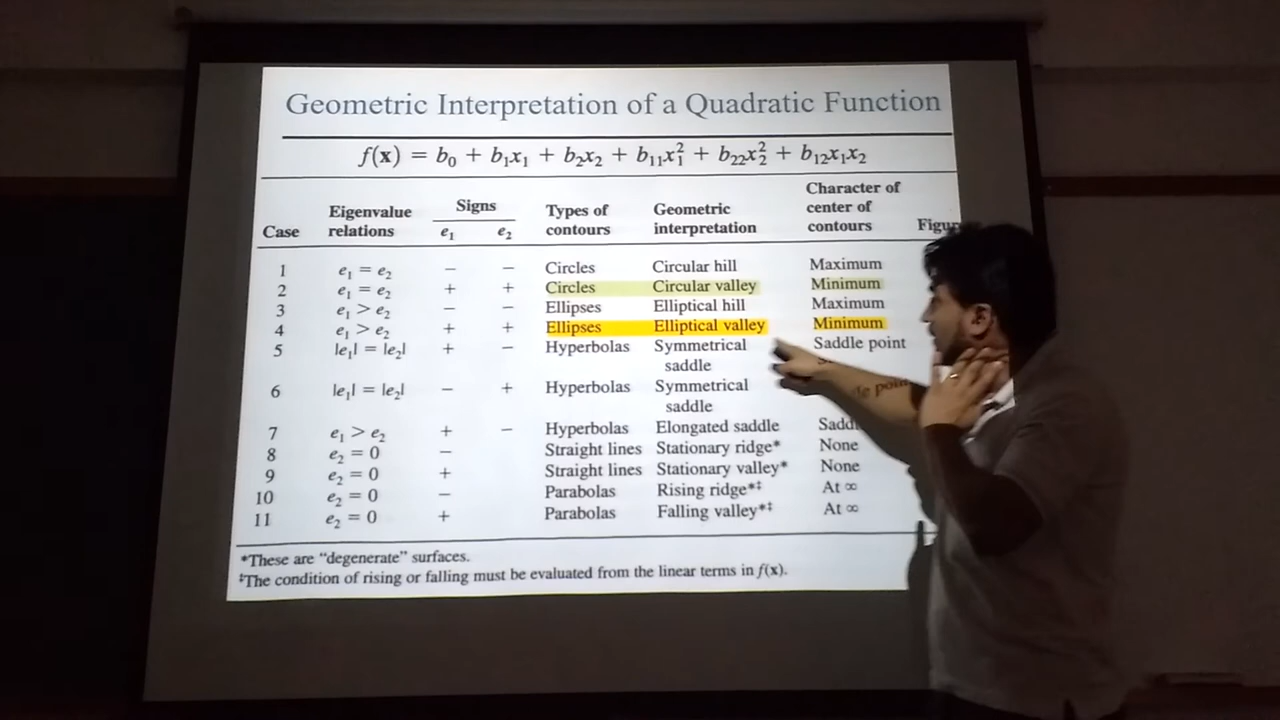 Geometric Interpretation of a Quadratic Function
f(x) = b₀ + b₁x₁ + b₂x₂ + b₁₁x₁² + b₂₂x₂² + b₁₂x₁x₂
Case Eigenvalue relations Signs e₁ e₂ Types of contours Geometric interpretation Character of center of contours
1 e₁ = e₂ − − Circles Circular hill Maximum
2 e₁ = e₂ + + Circles Circular valley Minimum
3 e₁ > e₂ − − Ellipses Elliptical hill Maximum
4 e₁ > e₂ + + Ellipses Elliptical valley Minimum
5 |e₁| = |e₂| + − Hyperbolas Symmetrical saddle Saddle point
6 |e₁| = |e₂| − + Hyperbolas Symmetrical saddle
7 e₁ > e₂ + − Hyperbolas Elongated saddle
8 e₂ = 0 − Straight lines Stationary ridge* None
9 e₂ = 0 + Straight lines Stationary valley* None
10 e₂ = 0 − Parabolas Rising ridge*‡ At ∞
11 e₂ = 0 + Parabolas Falling valley*‡ At ∞
*These are “degenerate” surfaces.
‡The condition of rising or falling must be evaluated from the linear terms in f(x).